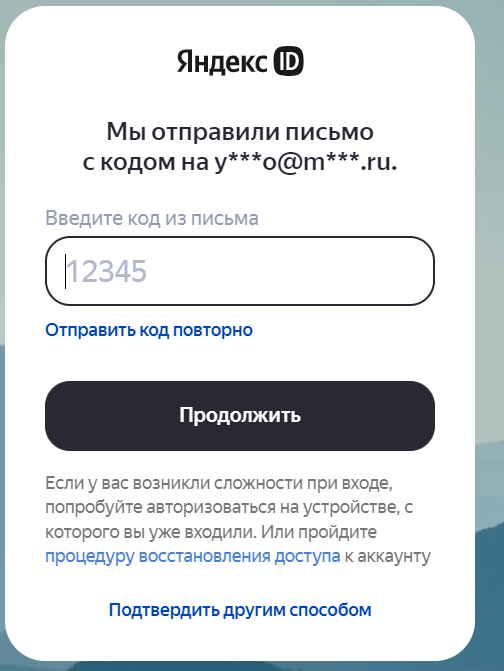 Яндекс ID
Мы отправили письмо
с кодом на y***o@m***.ru.
Введите код из письма
12345
Отправить код повторно
Продолжить
Если у вас возникли сложности при входе,
попробуйте авторизоваться на устройстве, с
которого вы уже входили. Или пройдите
процедуру восстановления доступа к аккаунту
Подтвердить другим способом